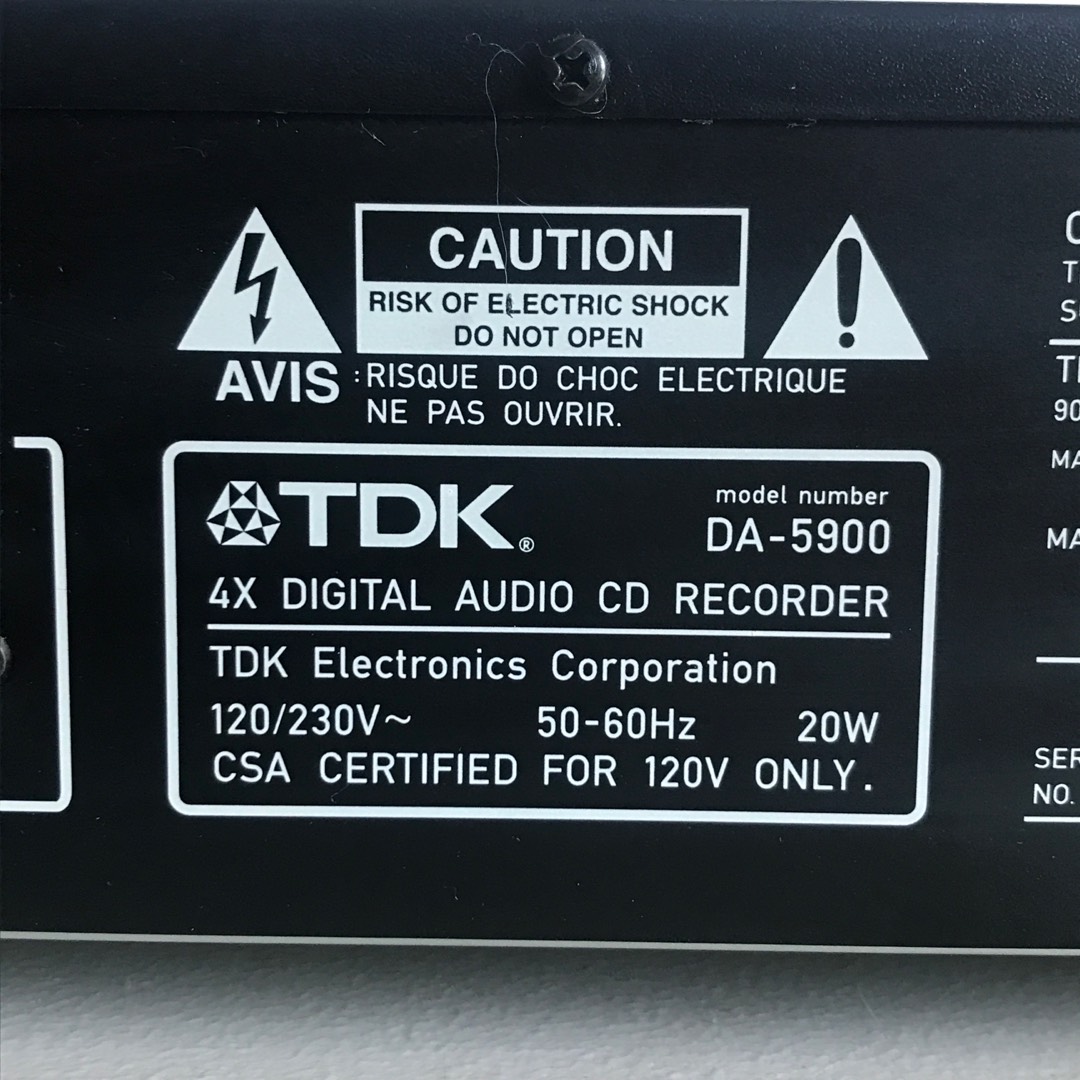 CAUTION
RISK OF ELECTRIC SHOCK
DO NOT OPEN
AVIS : RISQUE DO CHOC ELECTRIQUE
NE PAS OUVRIR.
TDK®
model number
DA-5900
4X DIGITAL AUDIO CD RECORDER
TDK Electronics Corporation
120/230V~ 50-60Hz 20W
CSA CERTIFIED FOR 120V ONLY.
NO.